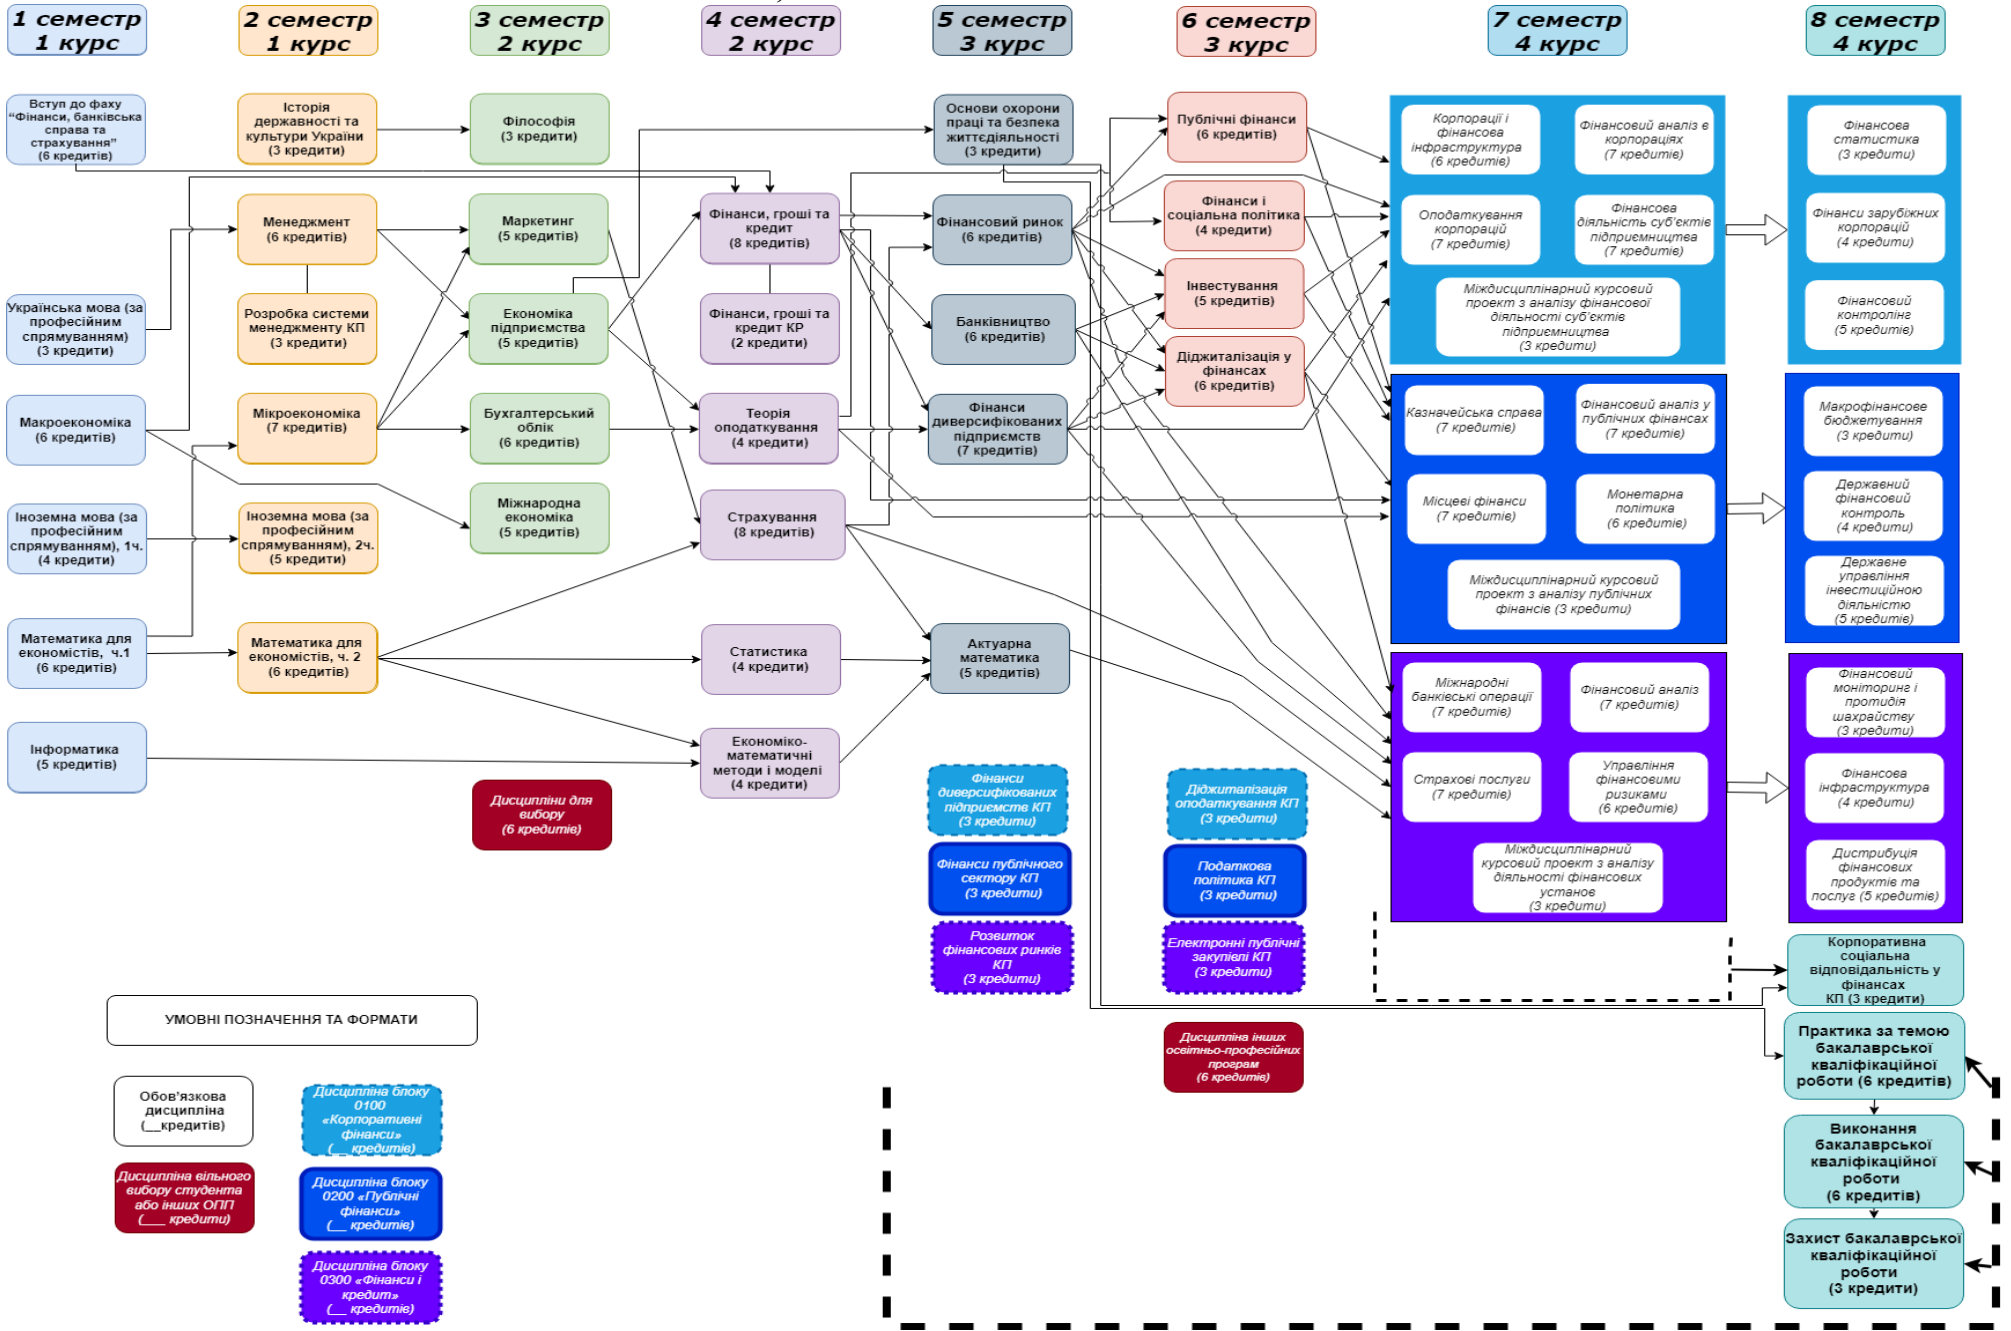 1 семестр
1 курс
2 семестр
1 курс
3 семестр
2 курс
4 семестр
2 курс
5 семестр
3 курс
6 семестр
3 курс
7 семестр
4 курс
8 семестр
4 курс
Вступ до фаху
“Фінанси, банківська
справа та
страхування”
(6 кредитів)
Українська мова (за
професійним
спрямуванням)
(3 кредити)
Макроекономіка
(6 кредитів)
Іноземна мова (за
професійним
спрямуванням), 1ч.
(4 кредити)
Математика для
економістів, ч.1
(6 кредитів)
Інформатика
(5 кредитів)
Історія
державності та
культури України
(3 кредити)
Менеджмент
(6 кредитів)
Розробка системи
менеджменту КП
(3 кредити)
Мікроекономіка
(7 кредитів)
Іноземна мова (за
професійним
спрямуванням), 2ч.
(5 кредитів)
Математика для
економістів, ч. 2
(6 кредитів)
Філософія
(3 кредити)
Маркетинг
(5 кредитів)
Економіка
підприємства
(5 кредитів)
Бухгалтерський
облік
(6 кредитів)
Міжнародна
економіка
(5 кредитів)
Дисципліни для
вибору
(6 кредитів)
Фінанси, гроші та
кредит
(8 кредитів)
Фінанси, гроші та
кредит КР
(2 кредити)
Теорія
оподаткування
(4 кредити)
Страхування
(8 кредитів)
Статистика
(4 кредити)
Економіко-
математичні
методи і моделі
(4 кредити)
Основи охорони
праці та безпека
життєдіяльності
(3 кредити)
Фінансовий ринок
(6 кредитів)
Банківництво
(6 кредитів)
Фінанси
диверсифікованих
підприємств
(7 кредитів)
Актуарна
математика
(5 кредитів)
Фінанси
диверсифікованих
підприємств КП
(3 кредити)
Фінанси публічного
сектору КП
(3 кредити)
Розвиток
фінансових ринків
КП
(3 кредити)
Публічні фінанси
(6 кредитів)
Фінанси і
соціальна політика
(4 кредити)
Інвестування
(5 кредитів)
Діджиталізація у
фінансах
(6 кредитів)
Діджиталізація
оподаткування КП
(3 кредити)
Податкова
політика КП
(3 кредити)
Електронні публічні
закупівлі КП
(3 кредити)
Дисципліна інших
освітньо-професійних
програм
(6 кредитів)
Корпорації і
фінансова
інфраструктура
(6 кредитів)
Фінансовий аналіз в
корпораціях
(7 кредитів)
Оподаткування
корпорацій
(7 кредитів)
Фінансова
діяльність суб'єктів
підприємництва
(7 кредитів)
Міждисциплінарний курсовий
проект з аналізу фінансової
діяльності суб'єктів
підприємництва
(3 кредити)
Казначейська справа
(7 кредитів)
Фінансовий аналіз у
публічних фінансах
(7 кредитів)
Місцеві фінанси
(7 кредитів)
Монетарна
політика
(6 кредитів)
Міждисциплінарний курсовий
проект з аналізу публічних
фінансів (3 кредити)
Міжнародні
банківські операції
(7 кредитів)
Фінансовий аналіз
(7 кредитів)
Страхові послуги
(7 кредитів)
Управління
фінансовими
ризиками
(6 кредитів)
Міждисциплінарний
курсовий проект з аналізу
діяльності фінансових
установ
(3 кредити)
Фінансова
статистика
(3 кредити)
Фінанси зарубіжних
корпорацій
(4 кредити)
Фінансовий
контролінг
(5 кредитів)
Макрофінансове
бюджетування
(3 кредити)
Державний
фінансовий
контроль
(4 кредити)
Державне
управління
інвестиційною
діяльністю
(5 кредитів)
Фінансовий
моніторинг і
протидія
шахрайству
(3 кредити)
Фінансова
інфраструктура
(4 кредити)
Дистрибуція
фінансових
продуктів та
послуг (5 кредитів)
Корпоративна
соціальна
відповідальність у
фінансах
КП (3 кредити)
Практика за темою
бакалаврської
кваліфікаційної
роботи (6 кредитів)
Виконання
бакалаврської
кваліфікаційної
роботи
(6 кредитів)
Захист бакалаврської
кваліфікаційної
роботи
(3 кредити)
УМОВНІ ПОЗНАЧЕННЯ ТА ФОРМАТИ
Обов'язкова
дисципліна
(__кредитів)
Дисципліна вільного
вибору студента
або інших ОПП
(___ кредити)
Дисципліна блоку
0100
«Корпоративні
фінанси»
(__ кредитів)
Дисципліна блоку
0200 «Публічні
фінанси»
(__ кредитів)
Дисципліна блоку
0300 «Фінанси і
кредит»
(__ кредитів)